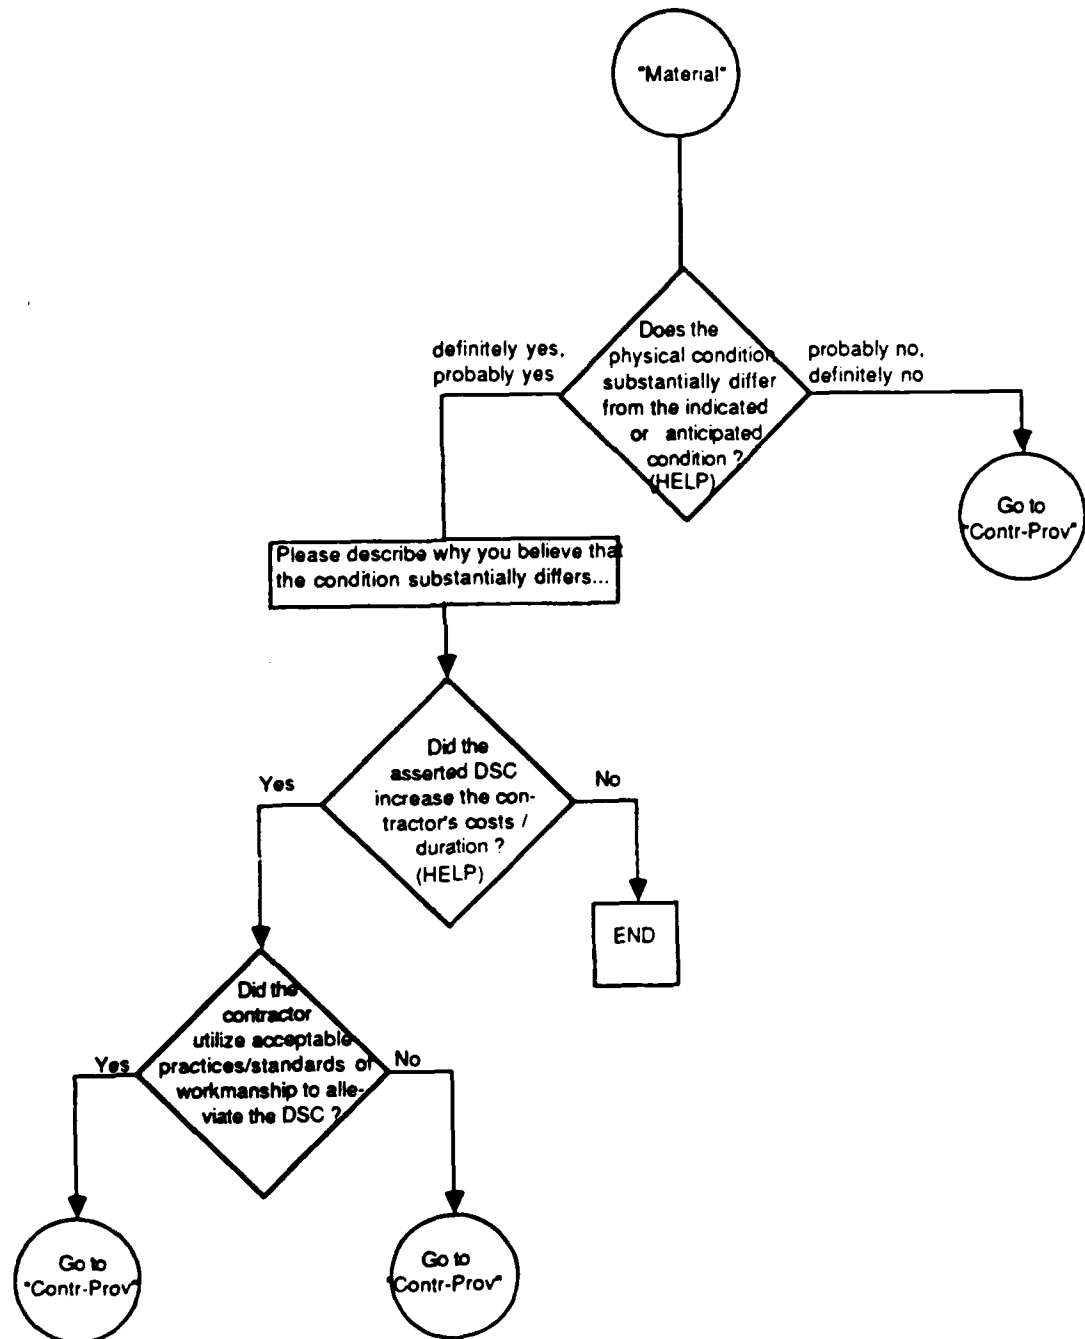 "Material"
Does the
physical condition
substantially differ
from the indicated
or anticipated
condition ?
(HELP)
definitely yes,
probably yes
probably no,
definitely no
Go to
"Contr-Prov"
Please describe why you believe that
the condition substantially differs...
Did the
asserted DSC
increase the con-
tractor's costs /
duration ?
(HELP)
Yes
No
END
Did the
contractor
utilize acceptable
practices/standards of
workmanship to alle-
viate the DSC ?
Yes
No
Go to
"Contr-Prov"
Go to
"Contr-Prov"